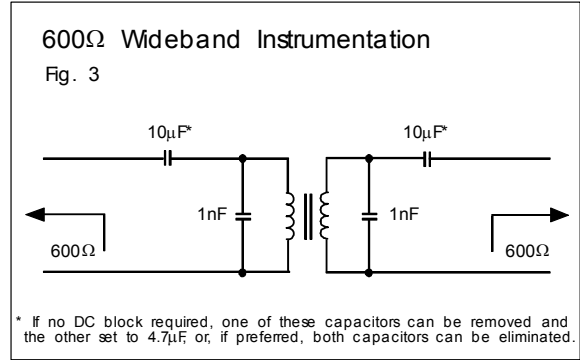 600Ω Wideband Instrumentation
Fig. 3
10µF*
10µF*
1nF
1nF
600Ω
600Ω
* If no DC block required, one of these capacitors can be removed and
the other set to 4.7µF, or, if preferred, both capacitors can be eliminated.